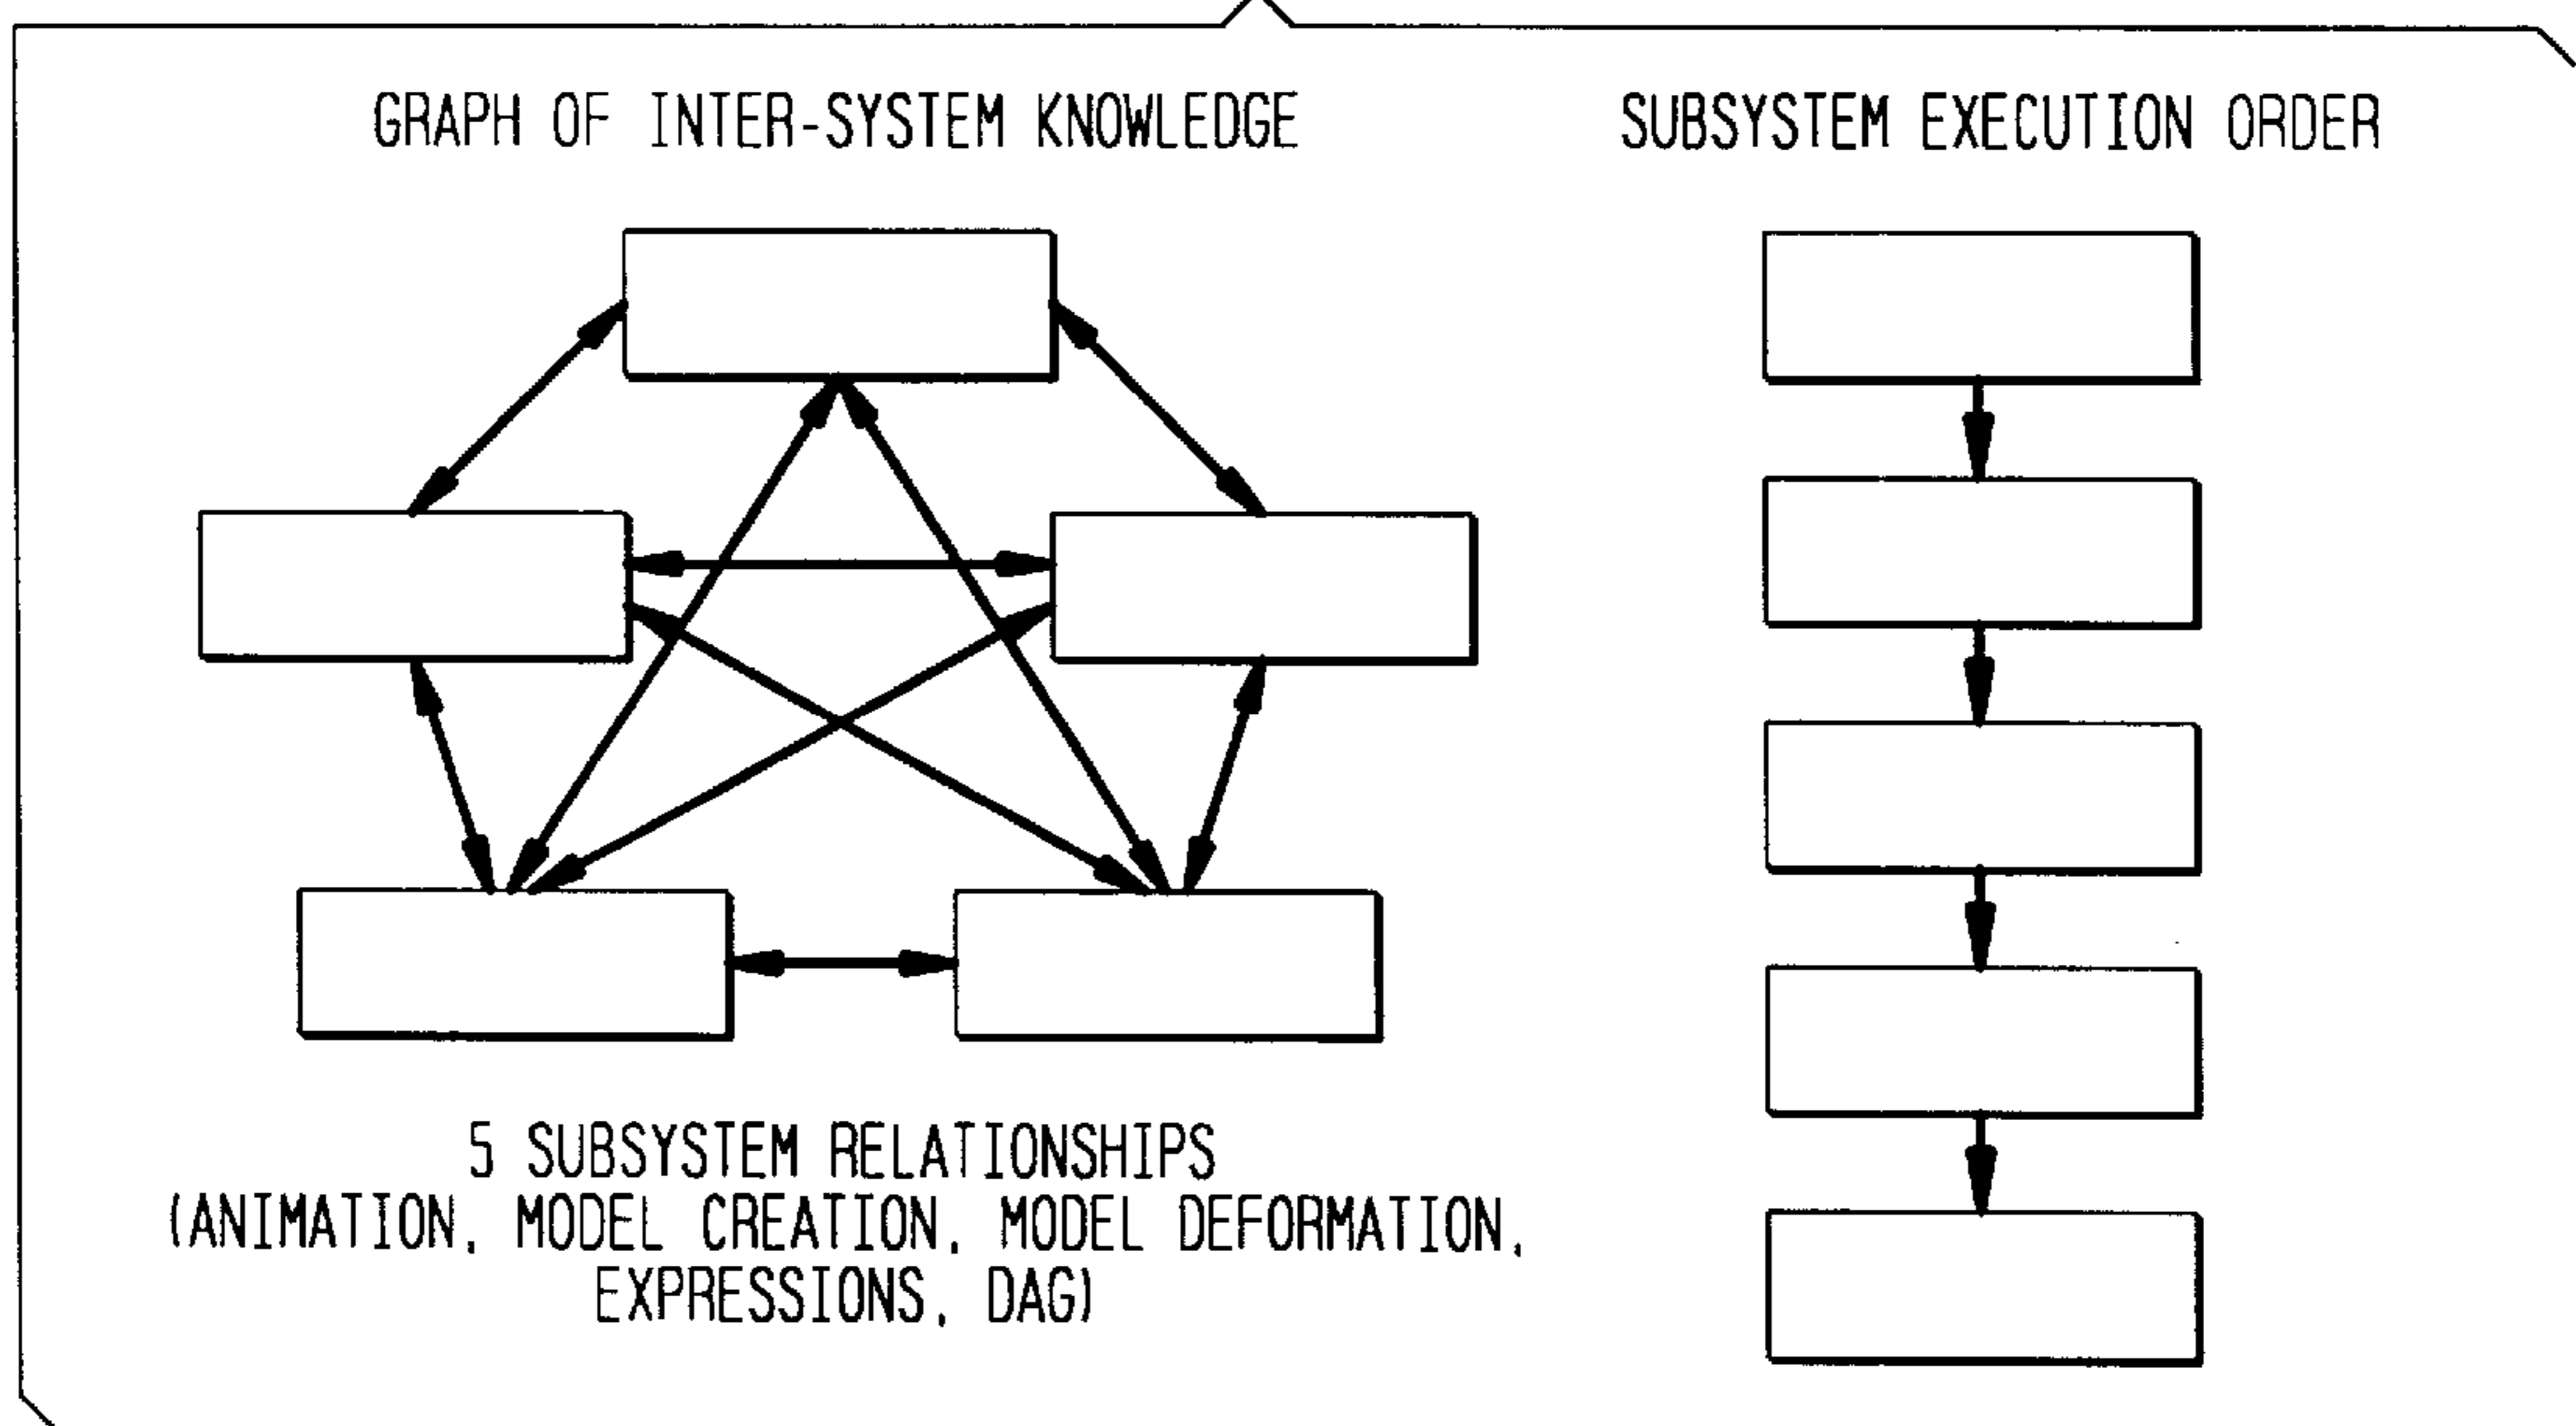 GRAPH OF INTER-SYSTEM KNOWLEDGE
SUBSYSTEM EXECUTION ORDER
5 SUBSYSTEM RELATIONSHIPS
(ANIMATION, MODEL CREATION, MODEL DEFORMATION,
EXPRESSIONS, DAG)